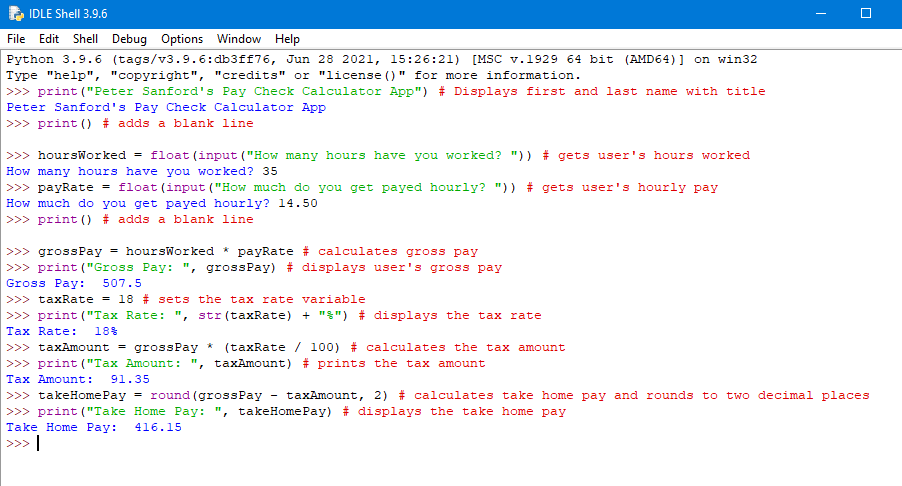 IDLE Shell 3.9.6
File Edit Shell Debug Options Window Help
Python 3.9.6 (tags/v3.9.6:db3ff76, Jun 28 2021, 15:26:21) [MSC v.1929 64 bit (AMD64)] on win32
Type "help", "copyright", "credits" or "license()" for more information.
>>> print("Peter Sanford's Pay Check Calculator App") # Displays first and last name with title
Peter Sanford's Pay Check Calculator App
>>> print() # adds a blank line
>>> hoursWorked = float(input("How many hours have you worked? ")) # gets user's hours worked
How many hours have you worked? 35
>>> payRate = float(input("How much do you get payed hourly? ")) # gets user's hourly pay
How much do you get payed hourly? 14.50
>>> print() # adds a blank line
>>> grossPay = hoursWorked * payRate # calculates gross pay
>>> print("Gross Pay: ", grossPay) # displays user's gross pay
Gross Pay:  507.5
>>> taxRate = 18 # sets the tax rate variable
>>> print("Tax Rate: ", str(taxRate) + "%") # displays the tax rate
Tax Rate:  18%
>>> taxAmount = grossPay * (taxRate / 100) # calculates the tax amount
>>> print("Tax Amount: ", taxAmount) # prints the tax amount
Tax Amount:  91.35
>>> takeHomePay = round(grossPay - taxAmount, 2) # calculates take home pay and rounds to two decimal places
>>> print("Take Home Pay: ", takeHomePay) # displays the take home pay
Take Home Pay:  416.15
>>>